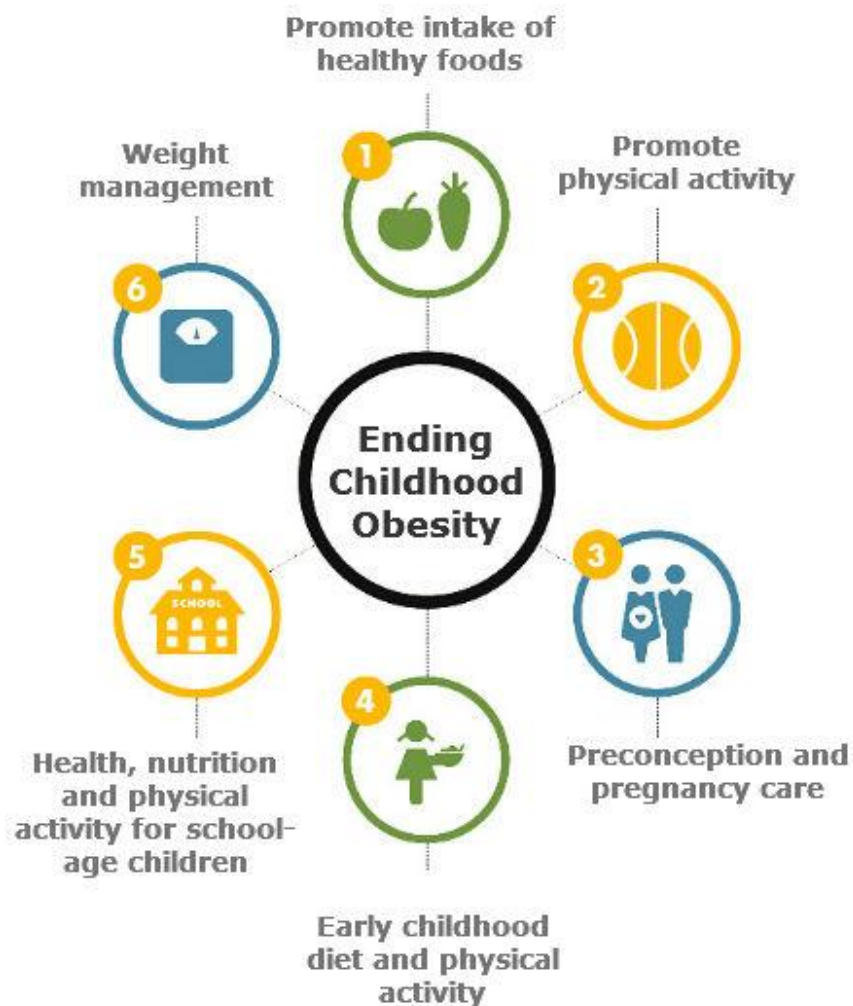 Promote intake of
healthy foods
1
Promote
physical activity
2
Weight
management
6
Ending
Childhood
Obesity
3
Preconception and
pregnancy care
5
SCHOOL
Health, nutrition
and physical
activity for school-
age children
4
Early childhood
diet and physical
activity